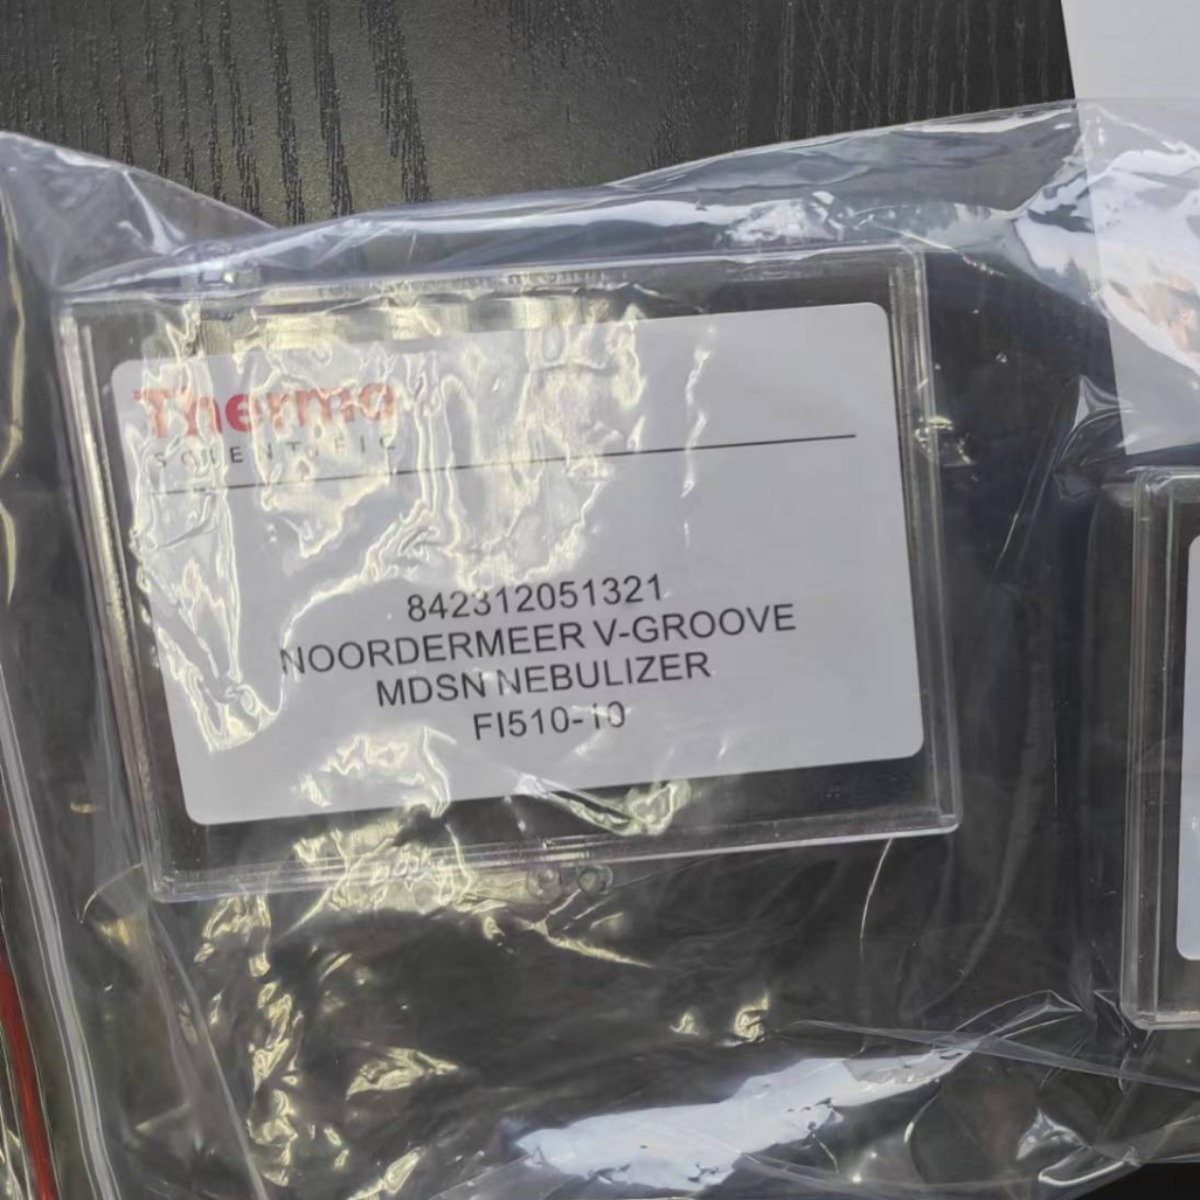 Thermo
SCIENTIFIC
842312051321
NOORDERMEER V-GROOVE
MDSN NEBULIZER
FI510-10